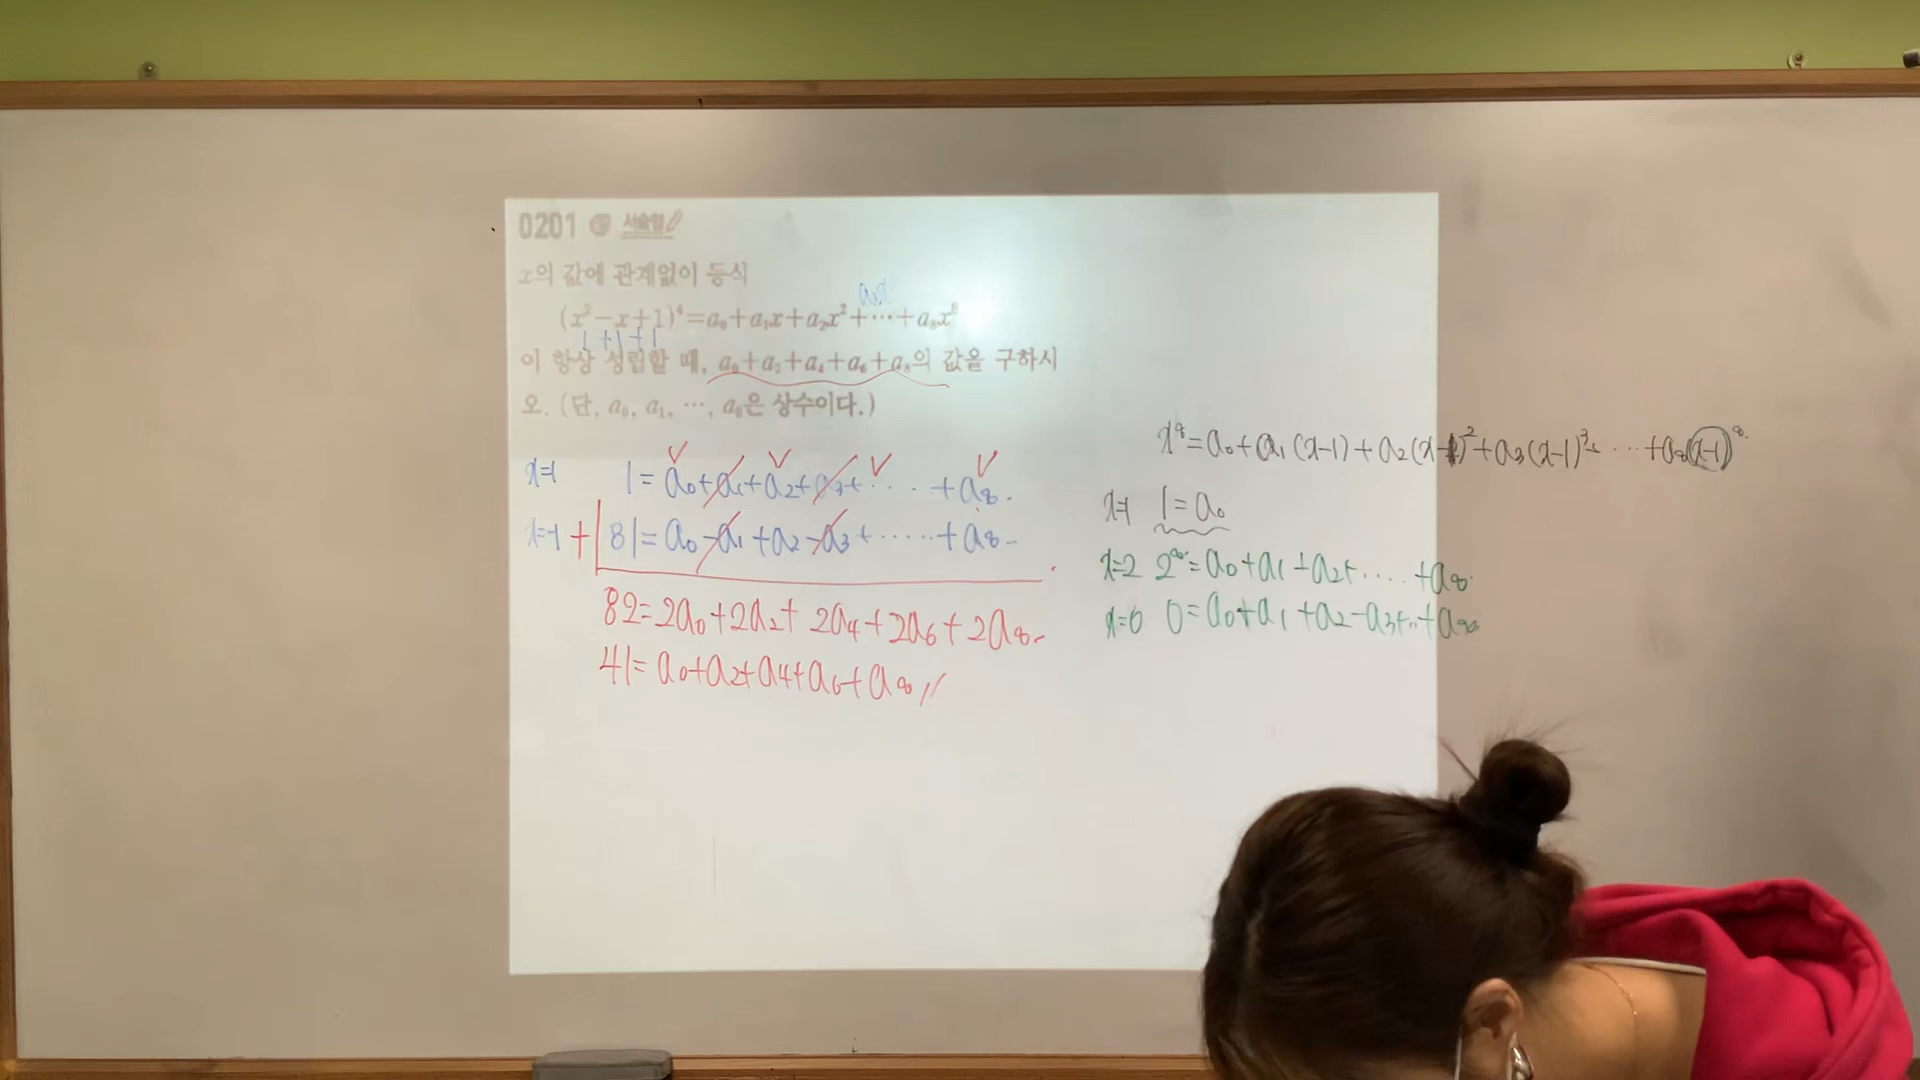 0201 서술형
x의 값에 관계없이 등식
(x²-x+1)⁴=a₀+a₁x+a₂x²+⋯+a₈x⁸
1+1+1
이 항상 성립할 때, a₀+a₂+a₄+a₆+a₈의 값을 구하시
오. (단, a₀, a₁, ⋯, a₈은 상수이다.)
x=1 1=a₀+a₁+a₂+a₃+⋯⋯+a₈.
x=-1 + 81=a₀-a₁+a₂-a₃+⋯⋯+a₈
82=2a₀+2a₂+2a₄+2a₆+2a₈
41=a₀+a₂+a₄+a₆+a₈ //
x⁸=a₀+a₁(x-1)+a₂(x-1)²+a₃(x-1)³+⋯+a₈(x-1)⁸
x=1 1=a₀
x=2 2⁸=a₀+a₁+a₂+⋯⋯+a₈
x=0 0=a₀+a₁+a₂-a₃+⋯+a₈